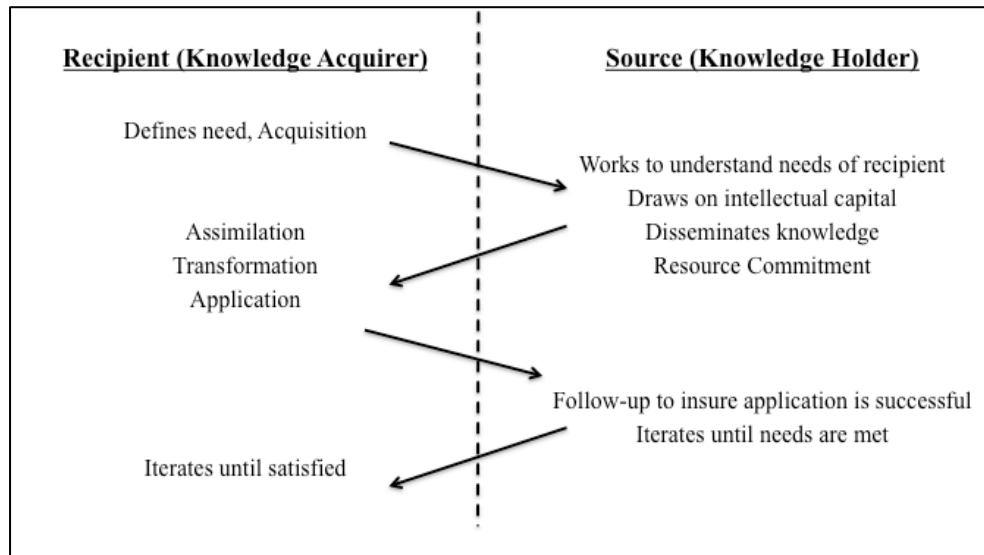 Recipient (Knowledge Acquirer)
Source (Knowledge Holder)
Defines need, Acquisition
Works to understand needs of recipient
Draws on intellectual capital
Disseminates knowledge
Resource Commitment
Assimilation
Transformation
Application
Follow-up to insure application is successful
Iterates until needs are met
Iterates until satisfied